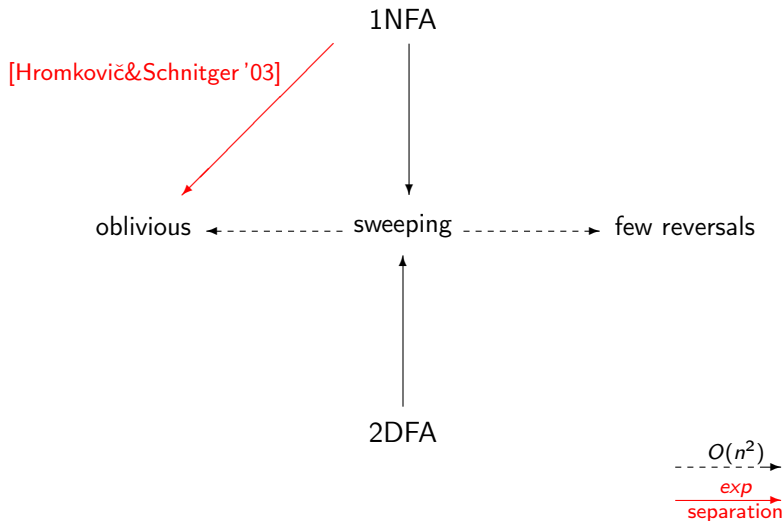 1NFA
[Hromkovič&Schnitger '03]
oblivious
sweeping
few reversals
2DFA
O(n²)
exp
separation